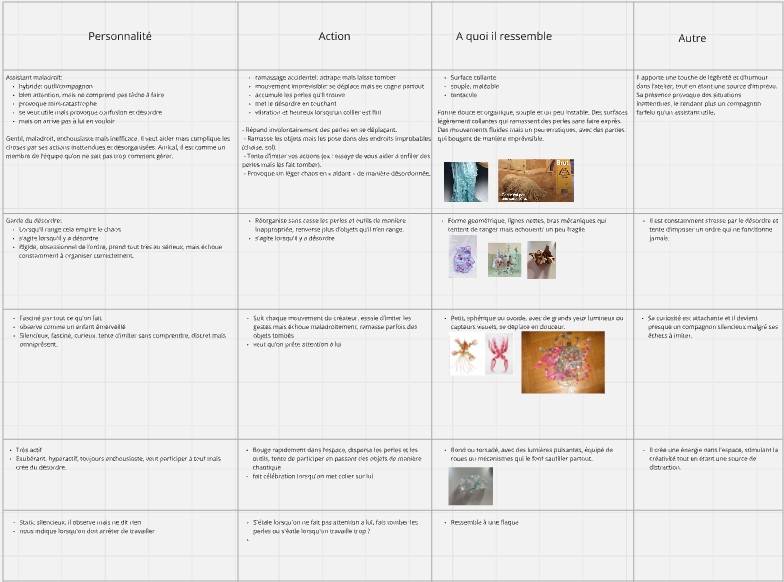 Personnalité
Action
A quoi il ressemble
Autre
Assistant maladroit:
• hybride: outil/compagnon
• bien attention, mais ne comprend pas tâche à faire
• provoque mini-catastrophe
• se veut utile mais provoque confusion et désordre
• mais on arrive pas à lui en vouloir
Gentil, maladroit, enthousiaste mais inefficace. Il veut aider mais complique les
choses par ses actions inattendues et désorganisées. Amical, il est comme un
membre de l'équipe qu'on ne sait pas trop comment gérer.
• ramassage accidentel: attrape mais laisse tomber
• mouvement imprévisible: se déplace mais se cogne partout
• accumule les perles qu'il trouve
• met le désordre en touchant
• vibration et heureux lorsqu'un collier est fini
- Répand involontairement des perles en se déplaçant.
- Ramasse les objets mais les pose dans des endroits improbables
(chaise, sol).
- Tente d'imiter vos actions (ex : essaye de vous aider à enfiler des
perles mais les fait tomber).
- Provoque un léger chaos en « aidant » de manière désordonnée.
• Surface collante
• souple, malléable
• tentacule
Forme douce et organique, souple et un peu instable. Des surfaces
légèrement collantes qui ramassent des perles sans faire exprès.
Des mouvements fluides mais un peu erratiques, avec des parties
qui bougent de manière imprévisible.
Brut
Il apporte une touche de légèreté et d'humour
dans l'atelier, tout en étant une source d'imprévu.
Sa présence provoque des situations
inattendues, le rendant plus un compagnon
farfelu qu'un assistant utile.
Garde du désordre:
• Lorsqu'il range cela empire le chaos
• s'agite lorsqu'il y a désordre
• Rigide, obsessionnel de l'ordre, prend tout très au sérieux, mais échoue
constamment à organiser correctement.
• Réorganise sans cesse les perles et outils de manière
inappropriée, renverse plus d'objets qu'il n'en range.
• s'agite lorsqu'il y a désordre
• Forme géométrique, lignes nettes, bras mécaniques qui
tentent de ranger mais échouent/ un peu fragile
• Il est constamment stressé par le désordre et
tente d'imposer un ordre qui ne fonctionne
jamais.
• Fasciné par tout ce qu'on fait
• observe comme un enfant émerveillé
• Silencieux, fasciné, curieux, tente d'imiter sans comprendre, discret mais
omniprésent.
• Suit chaque mouvement du créateur, essaie d'imiter les
gestes mais échoue maladroitement, ramasse parfois des
objets tombés
• veut qu'on prête attention à lui
• Petit, sphérique ou ovoïde, avec de grands yeux lumineux ou
capteurs visuels, se déplace en douceur.
• Sa curiosité est attachante et il devient
presque un compagnon silencieux malgré ses
échecs à imiter.
• Très actif
• Exubérant, hyperactif, toujours enthousiaste, veut participer à tout mais
crée du désordre.
• Bouge rapidement dans l'espace, disperse les perles et les
outils, tente de participer en passant des objets de manière
chaotique
• fait célébration lorsqu'on met colier sur lui
• Rond ou torsadé, avec des lumières pulsantes, équipé de
roues ou mécanismes qui le font sautiller partout.
• Il crée une énergie dans l'espace, stimulant la
créativité tout en étant une source de
distraction.
• Static silencieux, il observe mais ne dit rien
• nous indique lorsqu'on doit arrêter de travailler
• S'étale lorsqu'on ne fait pas attention a lui, fais tomber les
perles ou s'étale lorsqu'on travaille trop ?
•
• Ressemble à une flaque